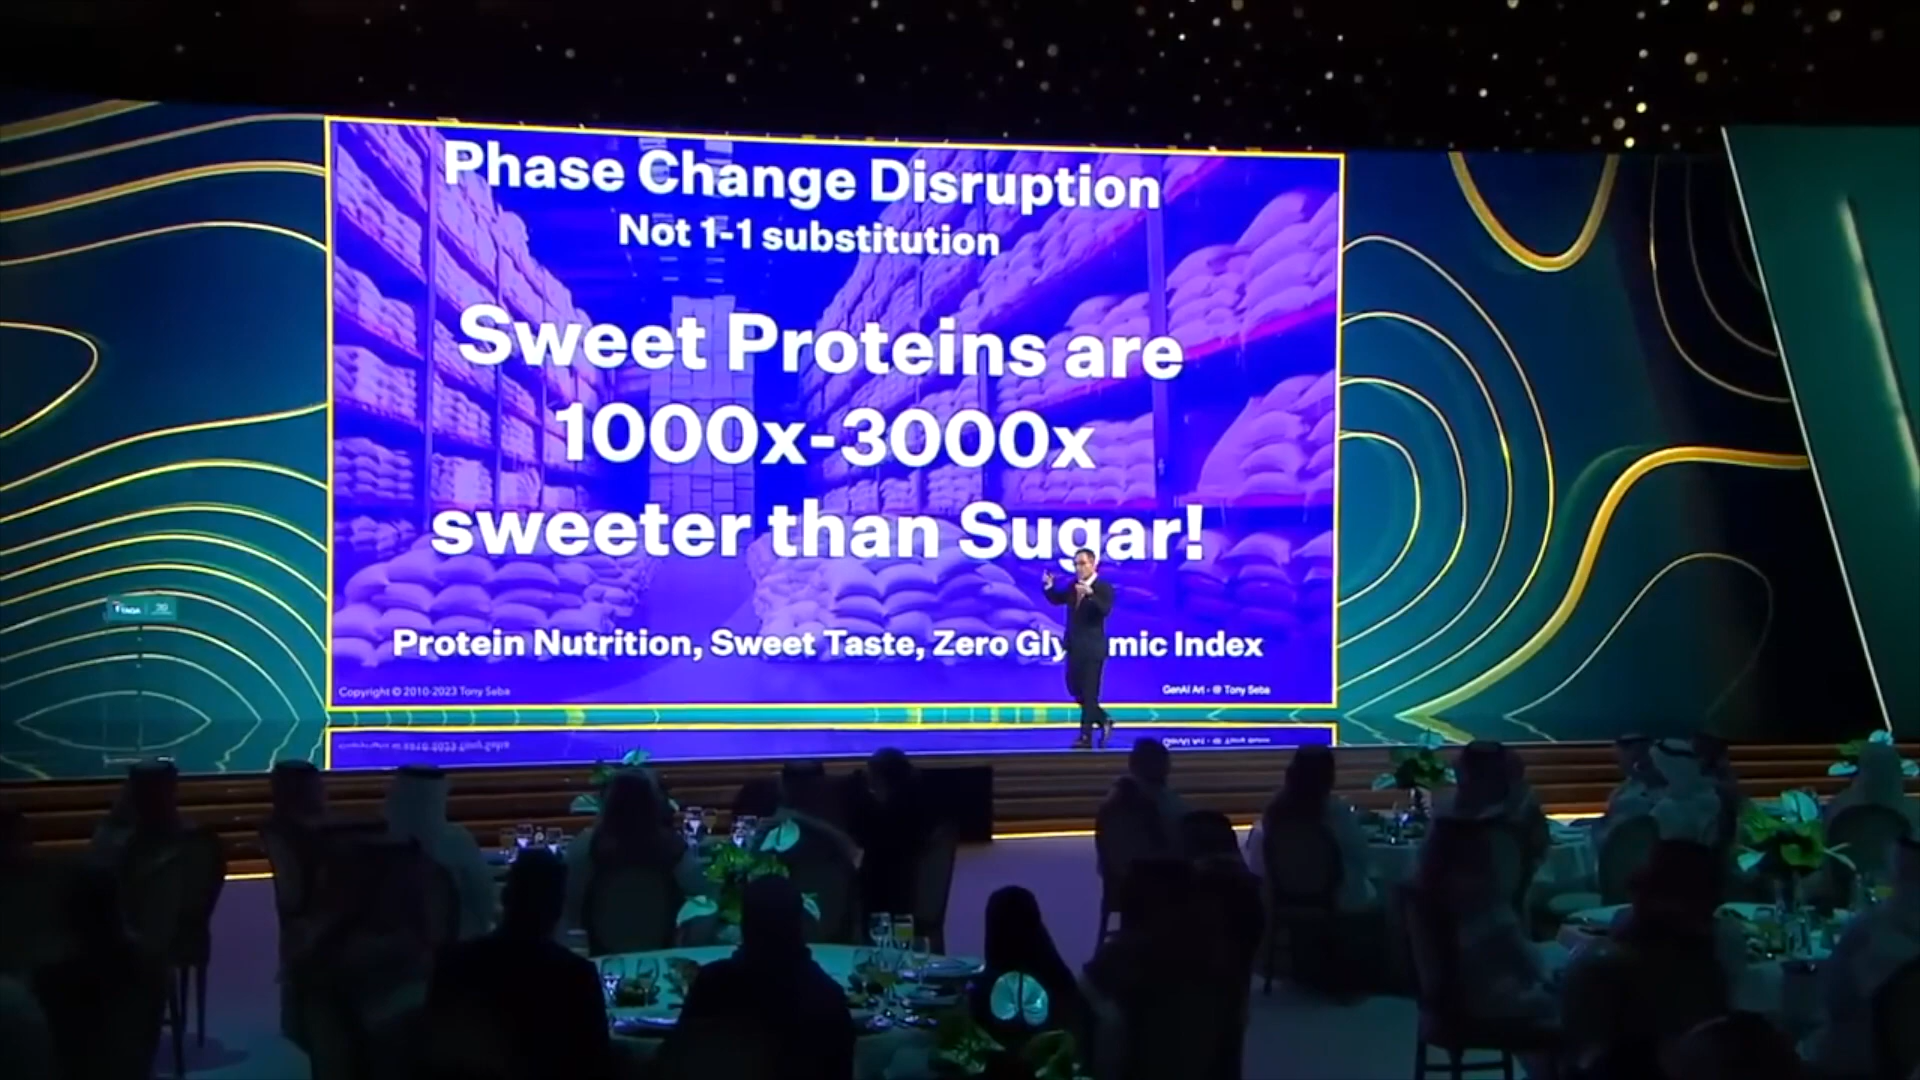 Phase Change Disruption
Not 1-1 substitution
Sweet Proteins are
1000x-3000x
sweeter than Sugar!
Protein Nutrition, Sweet Taste, Zero Gly mic Index
Copyright © 2010-2023 Tony Seba
GenAI Art - @ Tony Seba